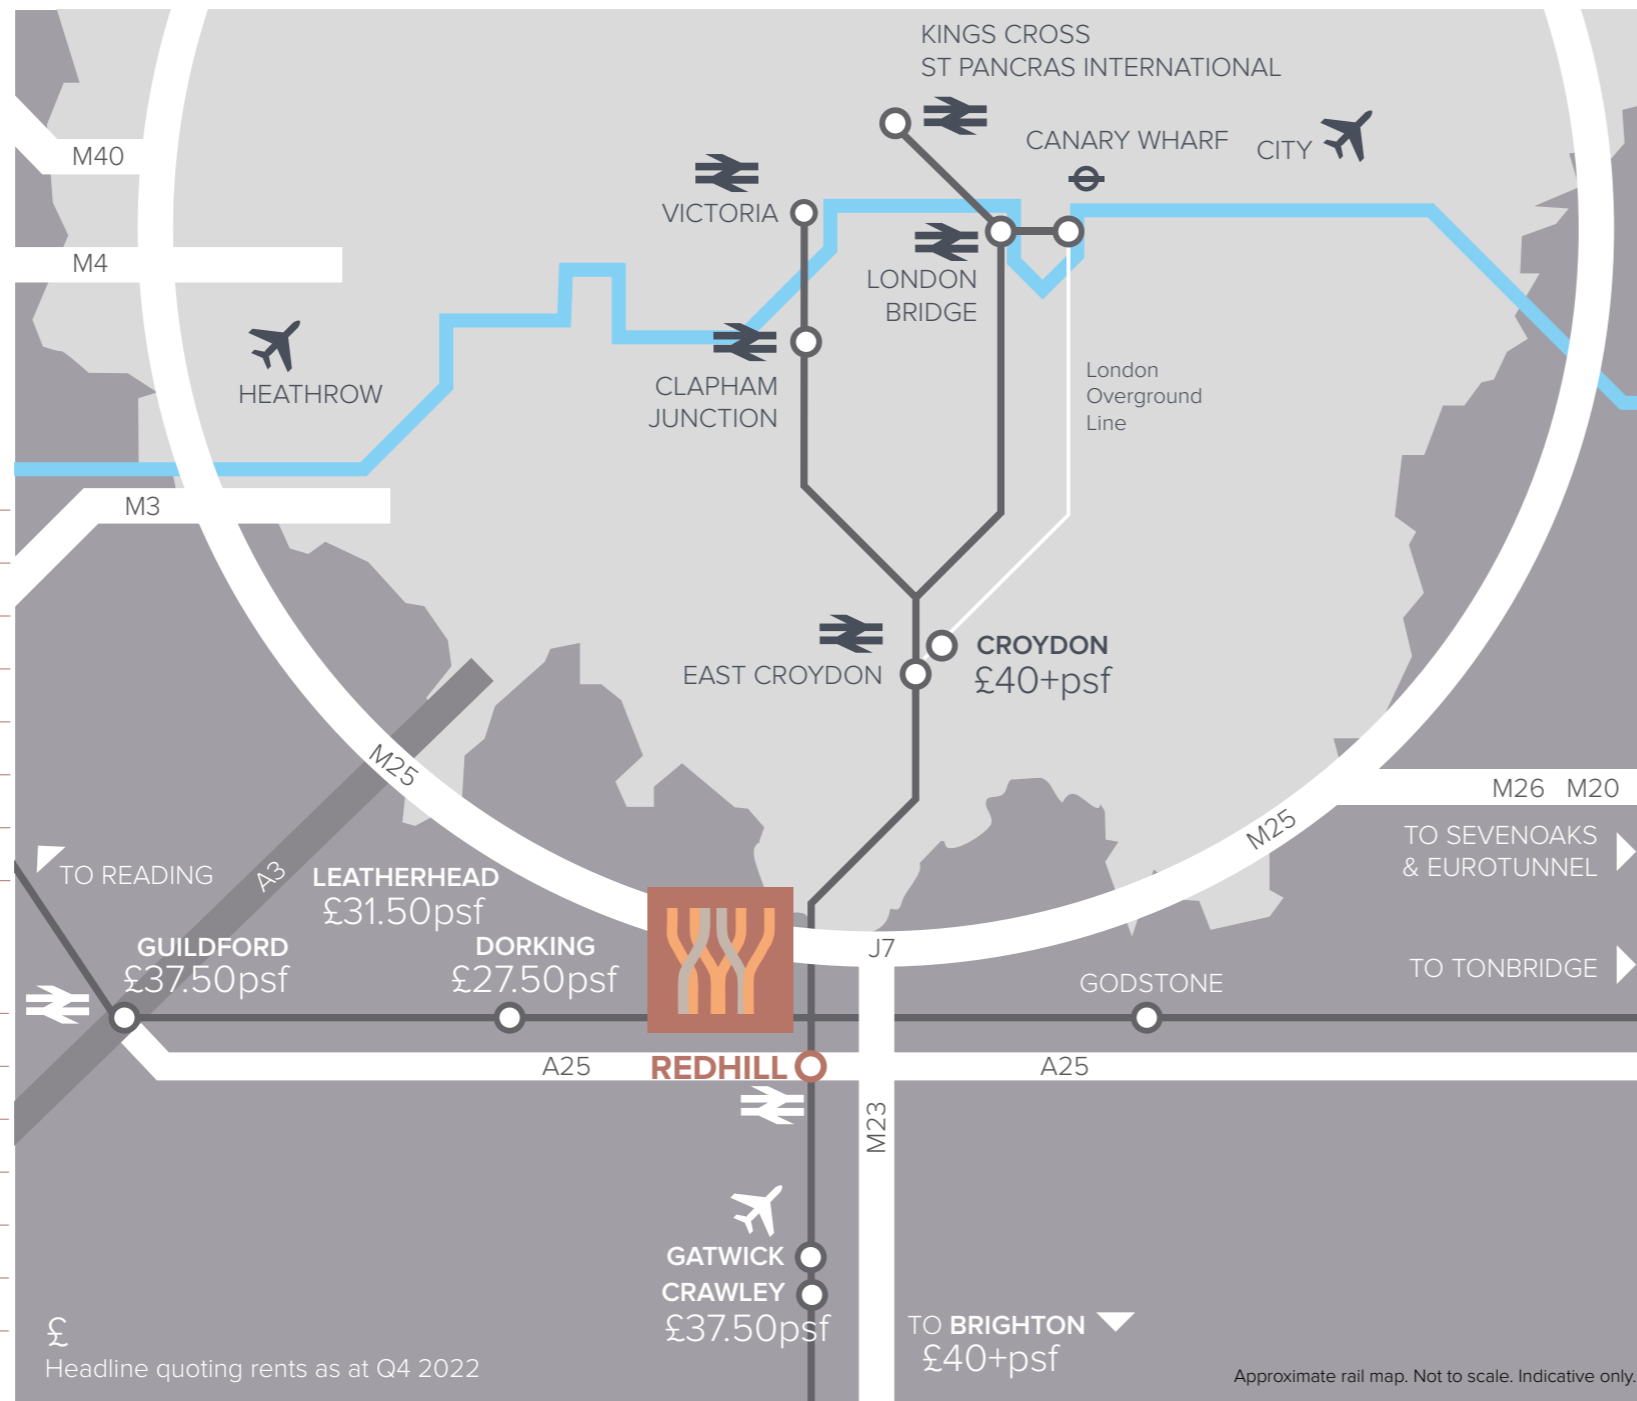 KINGS CROSS
ST PANCRAS INTERNATIONAL
CANARY WHARF
CITY
M40
VICTORIA
M4
LONDON
BRIDGE
HEATHROW
CLAPHAM
JUNCTION
London
Overground
Line
M3
CROYDON
£40+psf
EAST CROYDON
M25
M26 M20
M25
TO SEVENOAKS
& EUROTUNNEL
TO READING
A3
LEATHERHEAD
£31.50psf
GUILDFORD
£37.50psf
DORKING
£27.50psf
J7
GODSTONE
TO TONBRIDGE
A25
REDHILL
A25
M23
GATWICK
CRAWLEY
£37.50psf
TO BRIGHTON
£40+psf
£
Headline quoting rents as at Q4 2022
Approximate rail map. Not to scale. Indicative only.